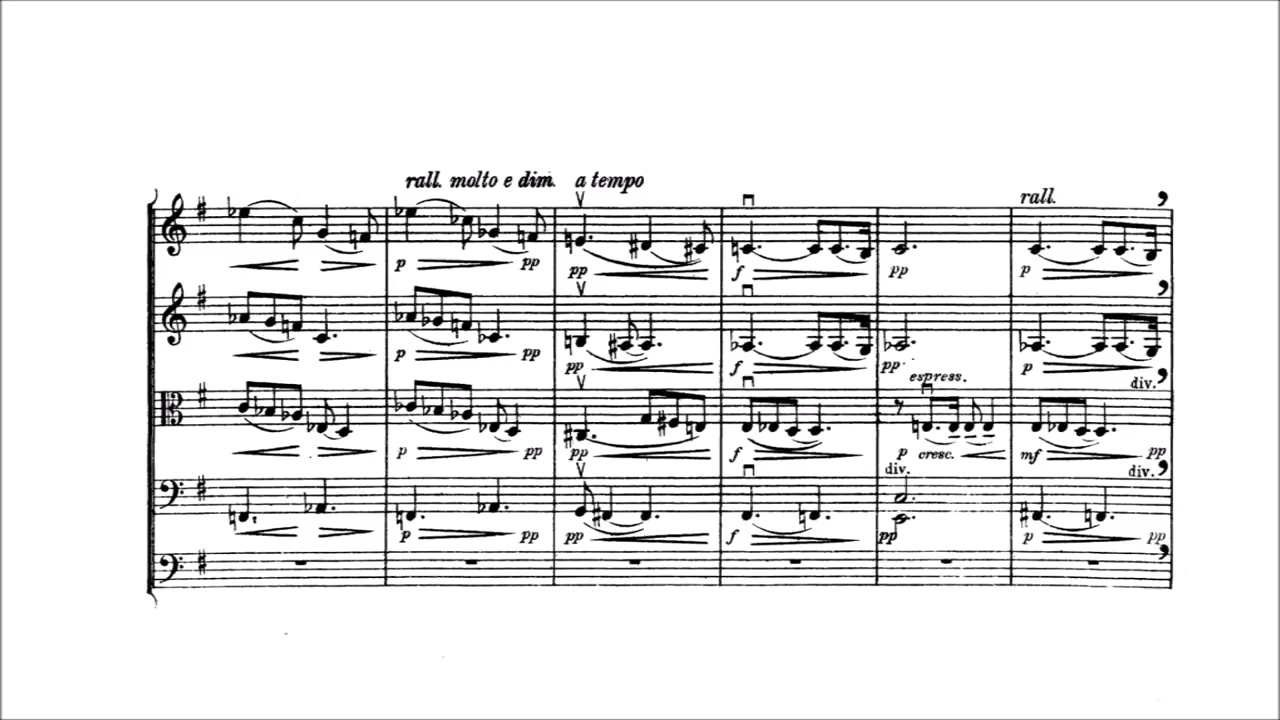 rall. molto e dim. a tempo
rall.
p pp pp f pp p
p pp pp f pp p
espress.
div.
p pp pp f p cresc. mf pp
div. div.
p pp pp f pp p pp